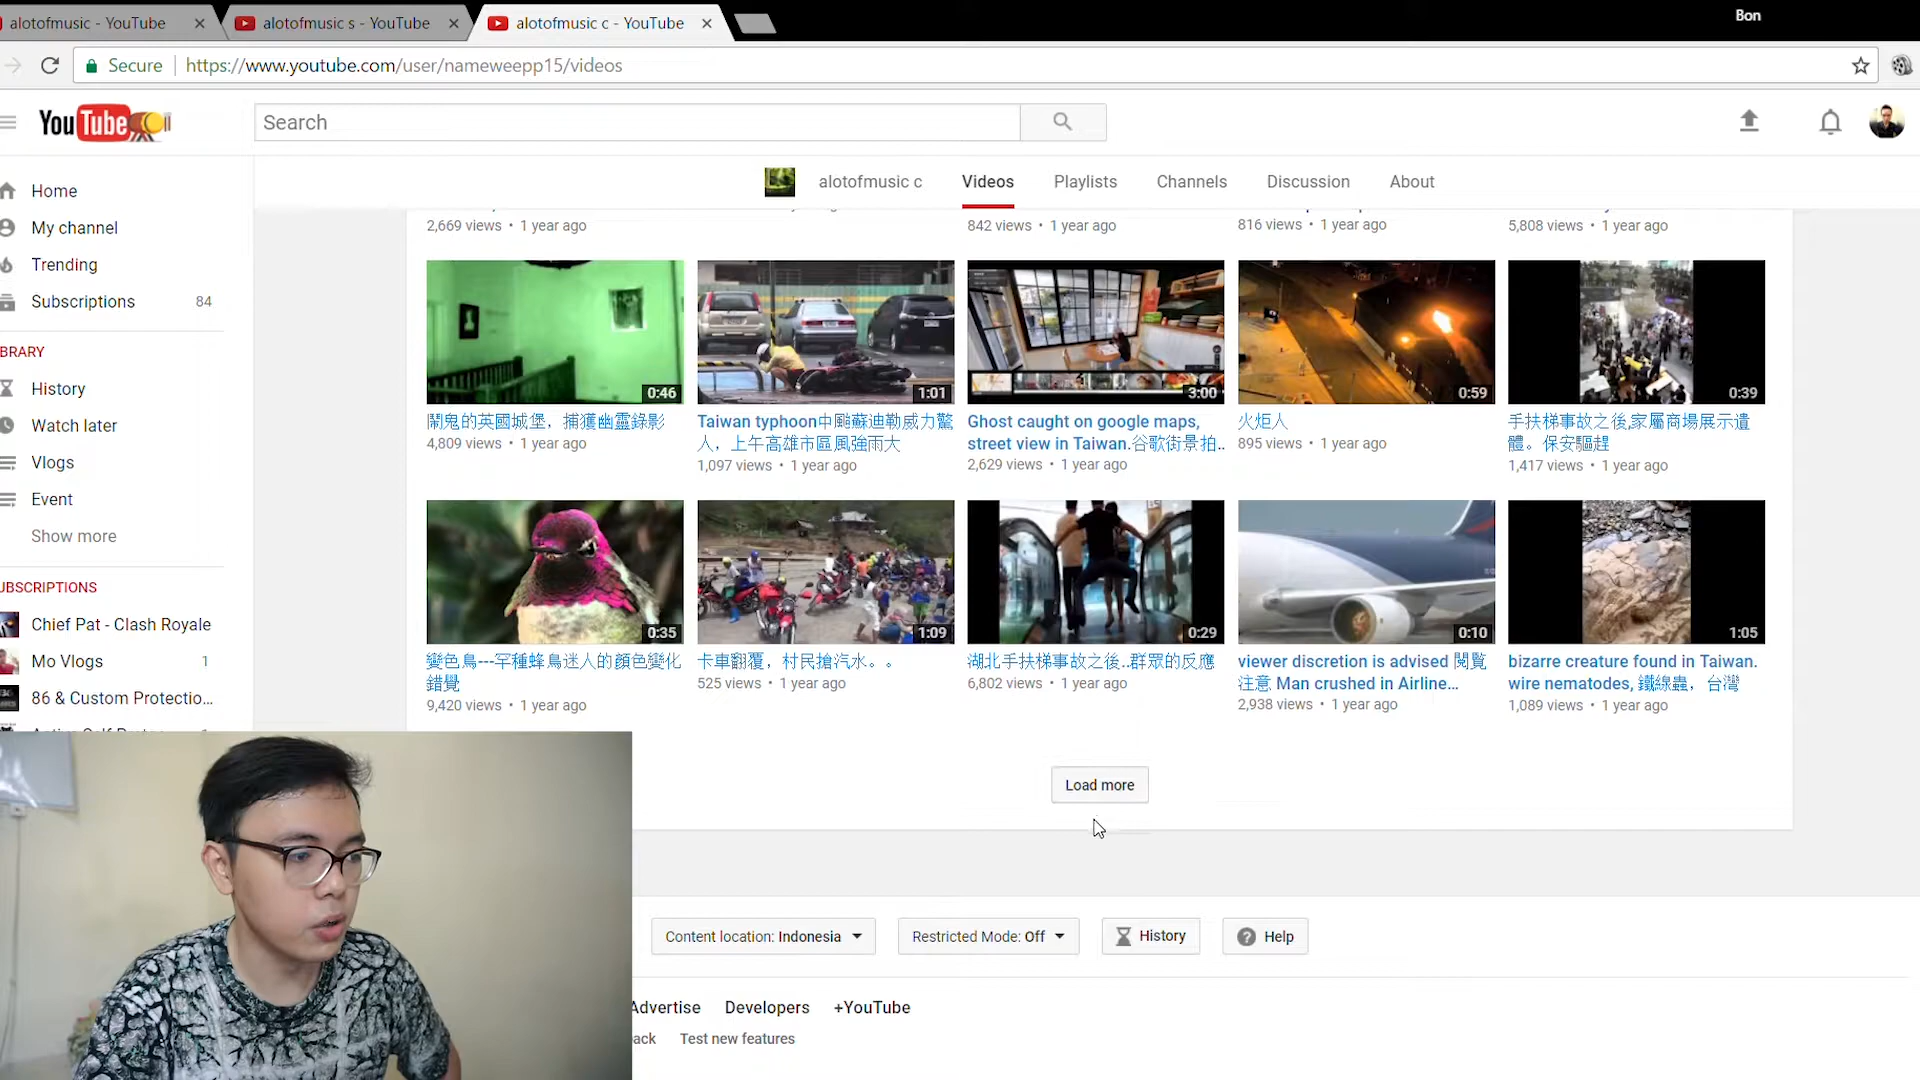 Bon
alotofmusic - YouTube
alotofmusic s - YouTube
alotofmusic c - YouTube
Secure
https://www.youtube.com/user/nameweepp15/videos
YouTube
Search
alotofmusic c
Videos
Playlists
Channels
Discussion
About
Home
My channel
Trending
Subscriptions 84
BRARY
History
Watch later
Vlogs
Event
Show more
UBSCRIPTIONS
Chief Pat - Clash Royale
Mo Vlogs 1
86 & Custom Protectio...
2,669 views • 1 year ago
842 views • 1 year ago
816 views • 1 year ago
5,808 views • 1 year ago
0:46
鬧鬼的英國城堡，捕獲幽靈錄影
4,809 views • 1 year ago
1:01
Taiwan typhoon中颱蘇迪勒威力驚
人，上午高雄市區風強雨大
1,097 views • 1 year ago
3:00
Ghost caught on google maps,
street view in Taiwan.谷歌街景拍..
2,629 views • 1 year ago
0:59
火炬人
895 views • 1 year ago
0:39
手扶梯事故之後,家屬商場展示遺
體。保安驅趕
1,417 views • 1 year ago
0:35
變色鳥---罕種蜂鳥迷人的顏色變化
錯覺
9,420 views • 1 year ago
1:09
卡車翻覆，村民搶汽水。。
525 views • 1 year ago
0:29
湖北手扶梯事故之後..群眾的反應
6,802 views • 1 year ago
0:10
viewer discretion is advised 閱覽
注意 Man crushed in Airline...
2,938 views • 1 year ago
1:05
bizarre creature found in Taiwan.
wire nematodes, 鐵線蟲，台灣
1,089 views • 1 year ago
Load more
Content location: Indonesia
Restricted Mode: Off
History
Help
Advertise
Developers
+YouTube
ack
Test new features